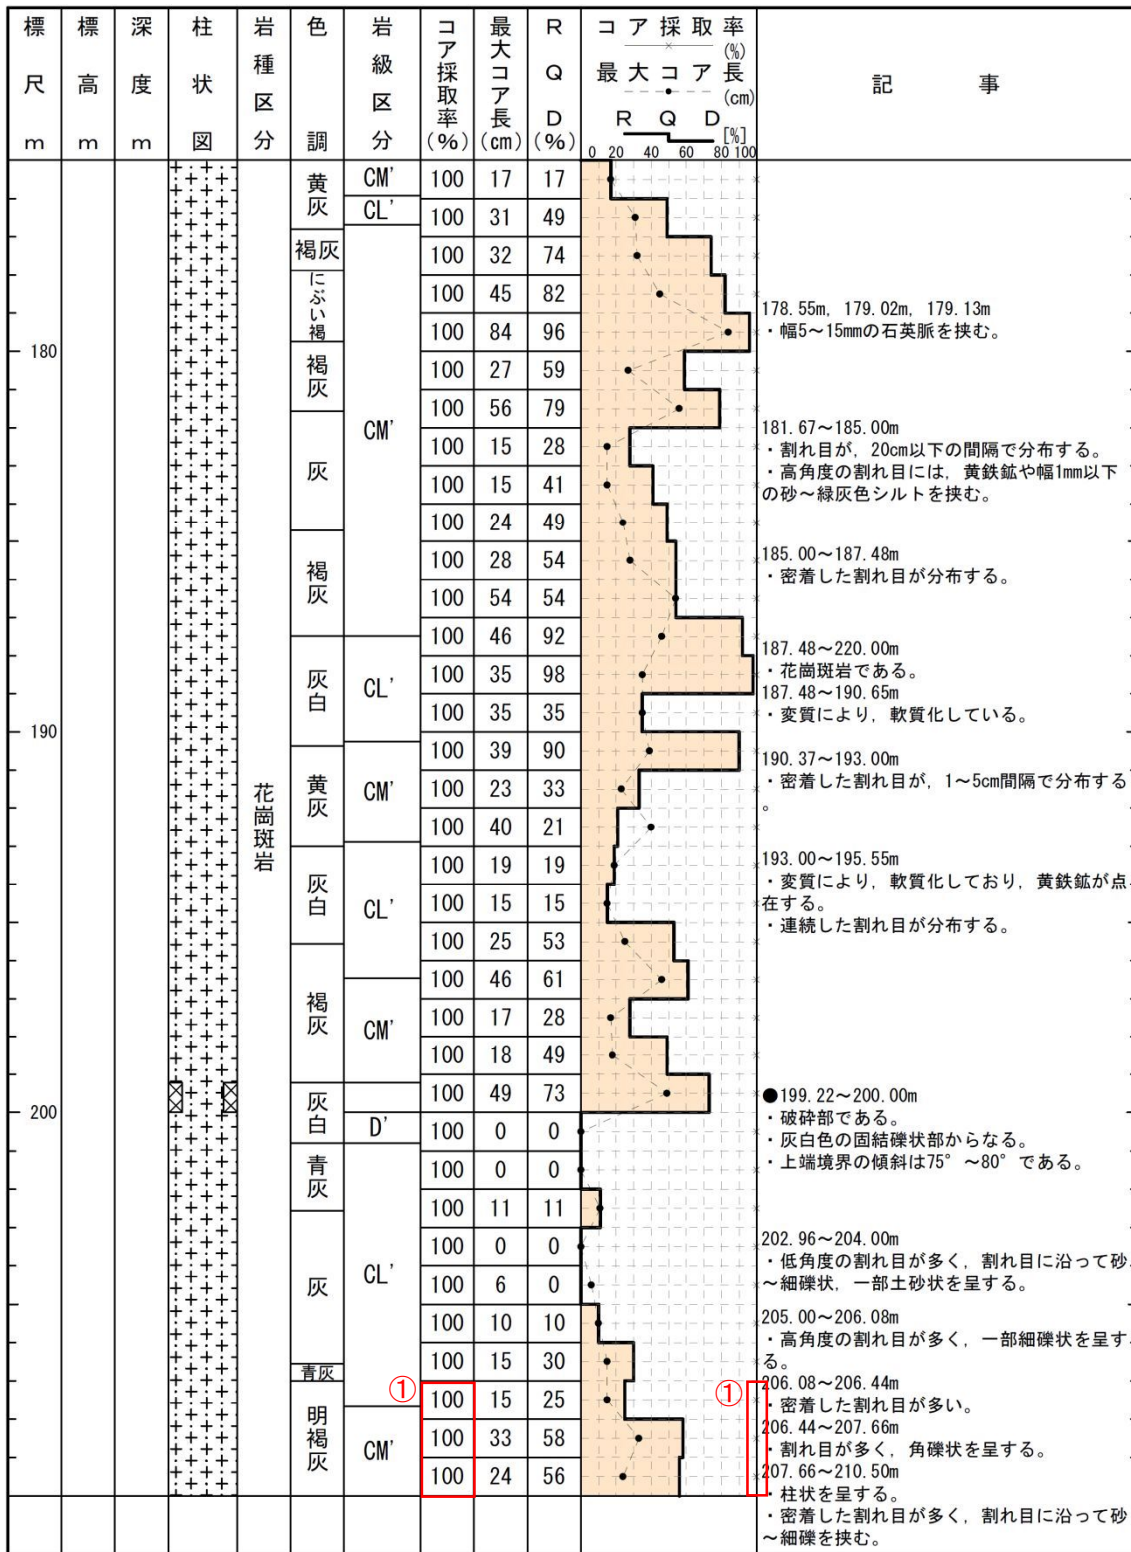 標尺 m
標高 m
深度 m
柱状図
岩種区分
色調
岩級区分
コア採取率(%)
最大コア長(cm)
RQD(%)
コア採取率(%)
最大コア長(cm)
RQD[%]
0 20 40 60 80 100
記事
黄灰 CM' 100 17 17
CL' 100 31 49
褐灰 100 32 74
にぶい褐 100 45 82
178.55m, 179.02m, 179.13m
・幅5～15mmの石英脈を挟む。
100 84 96
180
褐灰 100 27 59
CM' 100 56 79
灰 100 15 28
181.67～185.00m
・割れ目が, 20cm以下の間隔で分布する。
・高角度の割れ目には, 黄鉄鉱や幅1mm以下
の砂～緑灰色シルトを挟む。
100 15 41
100 24 49
褐灰 100 28 54
185.00～187.48m
・密着した割れ目が分布する。
100 54 54
100 46 92
187.48～220.00m
・花崗斑岩である。
灰白 CL' 100 35 98
187.48～190.65m
・変質により, 軟質化している。
100 35 35
190
100 39 90
190.37～193.00m
・密着した割れ目が, 1～5cm間隔で分布する
。
黄灰 CM' 100 23 33
花崗斑岩
100 40 21
灰白 100 19 19
193.00～195.55m
・変質により, 軟質化しており, 黄鉄鉱が点
在する。
・連続した割れ目が分布する。
CL' 100 15 15
100 25 53
100 46 61
褐灰 100 17 28
CM' 100 18 49
100 49 73
●199.22～200.00m
・破砕部である。
・灰白色の固結礫状部からなる。
・上端境界の傾斜は75°～80°である。
200
灰白 D' 100 0 0
青灰 100 0 0
100 11 11
100 0 0
202.96～204.00m
・低角度の割れ目が多く, 割れ目に沿って砂
～細礫状, 一部土砂状を呈する。
灰 CL' 100 6 0
100 10 10
205.00～206.08m
・高角度の割れ目が多く, 一部細礫状を呈す
る。
100 15 30
青灰
① 100 15 25 ①
206.08～206.44m
・密着した割れ目が多い。
明褐灰 CM' 100 33 58
206.44～207.66m
・割れ目が多く, 角礫状を呈する。
100 24 56
207.66～210.50m
・柱状を呈する。
・密着した割れ目が多く, 割れ目に沿って砂
～細礫を挟む。